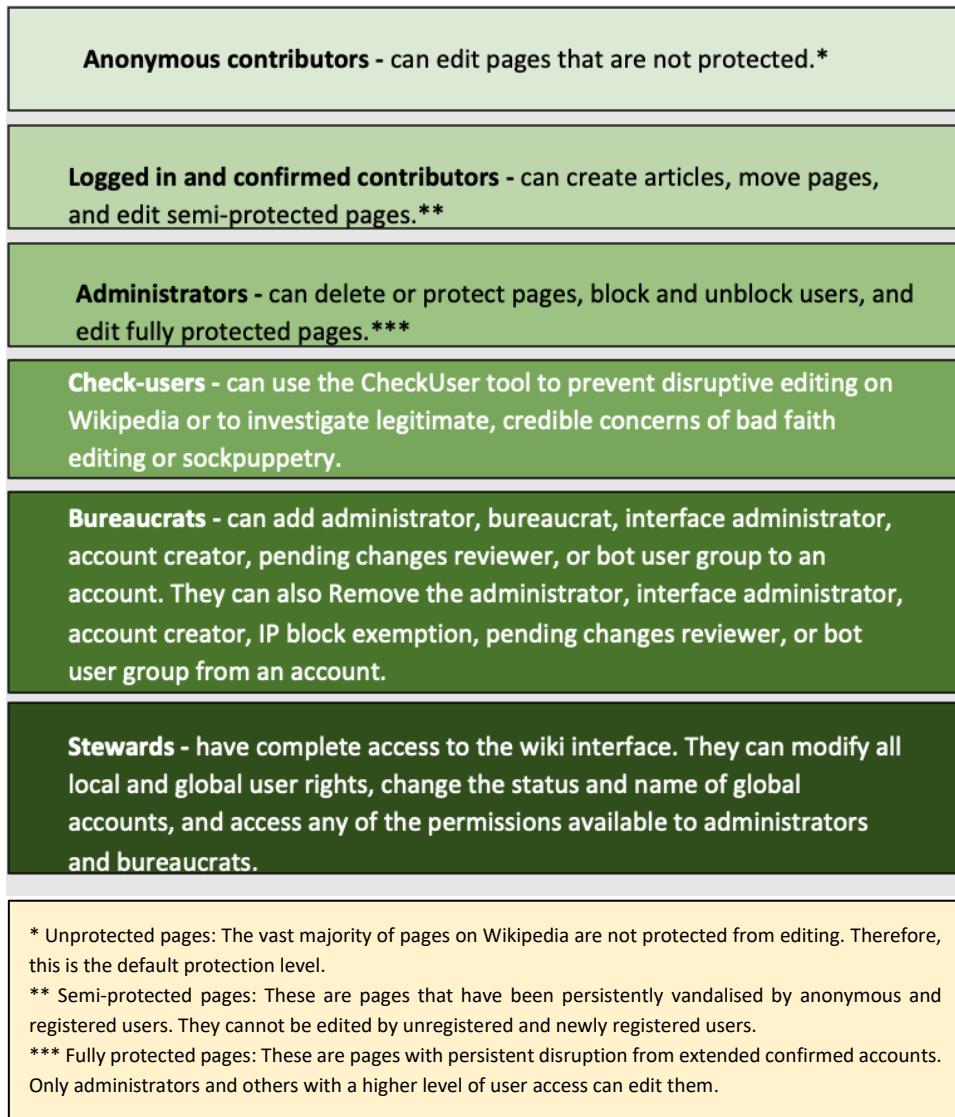 Anonymous contributors - can edit pages that are not protected.*
Logged in and confirmed contributors - can create articles, move pages,
and edit semi-protected pages.**
Administrators - can delete or protect pages, block and unblock users, and
edit fully protected pages.***
Check-users - can use the CheckUser tool to prevent disruptive editing on
Wikipedia or to investigate legitimate, credible concerns of bad faith
editing or sockpuppetry.
Bureaucrats - can add administrator, bureaucrat, interface administrator,
account creator, pending changes reviewer, or bot user group to an
account. They can also Remove the administrator, interface administrator,
account creator, IP block exemption, pending changes reviewer, or bot
user group from an account.
Stewards - have complete access to the wiki interface. They can modify all
local and global user rights, change the status and name of global
accounts, and access any of the permissions available to administrators
and bureaucrats.
* Unprotected pages: The vast majority of pages on Wikipedia are not protected from editing. Therefore,
this is the default protection level.
** Semi-protected pages: These are pages that have been persistently vandalised by anonymous and
registered users. They cannot be edited by unregistered and newly registered users.
*** Fully protected pages: These are pages with persistent disruption from extended confirmed accounts.
Only administrators and others with a higher level of user access can edit them.